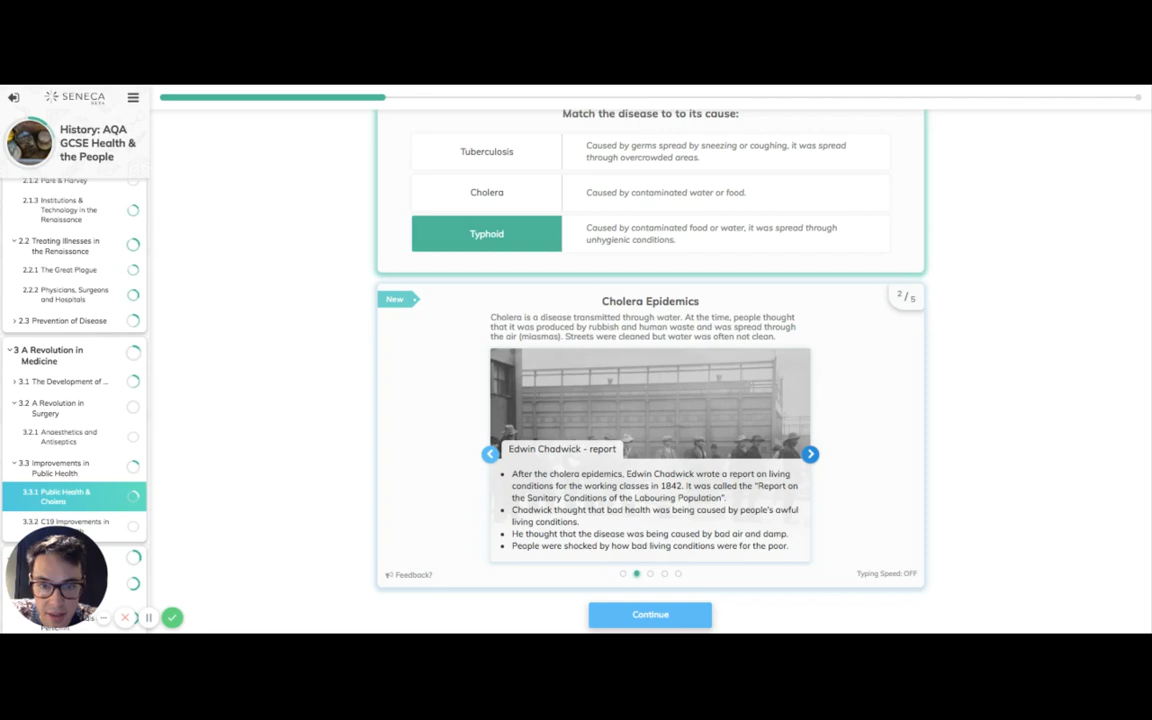 SENECA
BETA
History: AQA
GCSE Health &
the People
2.1.2 Pare & Harvey
2.1.3 Institutions &
Technology in the
Renaissance
2.2 Treating Illnesses in
the Renaissance
2.2.1 The Great Plague
2.2.2 Physicians, Surgeons
and Hospitals
2.3 Prevention of Disease
3 A Revolution in
Medicine
3.1 The Development of ...
3.2 A Revolution in
Surgery
3.2.1 Anaesthetics and
Antiseptics
3.3 Improvements in
Public Health
3.3.1 Public Health &
Cholera
3.3.2 C19 Improvements in
Match the disease to to its cause:
Tuberculosis
Caused by germs spread by sneezing or coughing, it was spread
through overcrowded areas.
Cholera
Caused by contaminated water or food.
Typhoid
Caused by contaminated food or water, it was spread through
unhygienic conditions.
New
2/5
Cholera Epidemics
Cholera is a disease transmitted through water. At the time, people thought
that it was produced by rubbish and human waste and was spread through
the air (miasmas). Streets were cleaned but water was often not clean.
Edwin Chadwick - report
• After the cholera epidemics, Edwin Chadwick wrote a report on living
conditions for the working classes in 1842. It was called the "Report on
the Sanitary Conditions of the Labouring Population".
• Chadwick thought that bad health was being caused by people's awful
living conditions.
• He thought that the disease was being caused by bad air and damp.
• People were shocked by how bad living conditions were for the poor.
Feedback?
Typing Speed: OFF
Continue